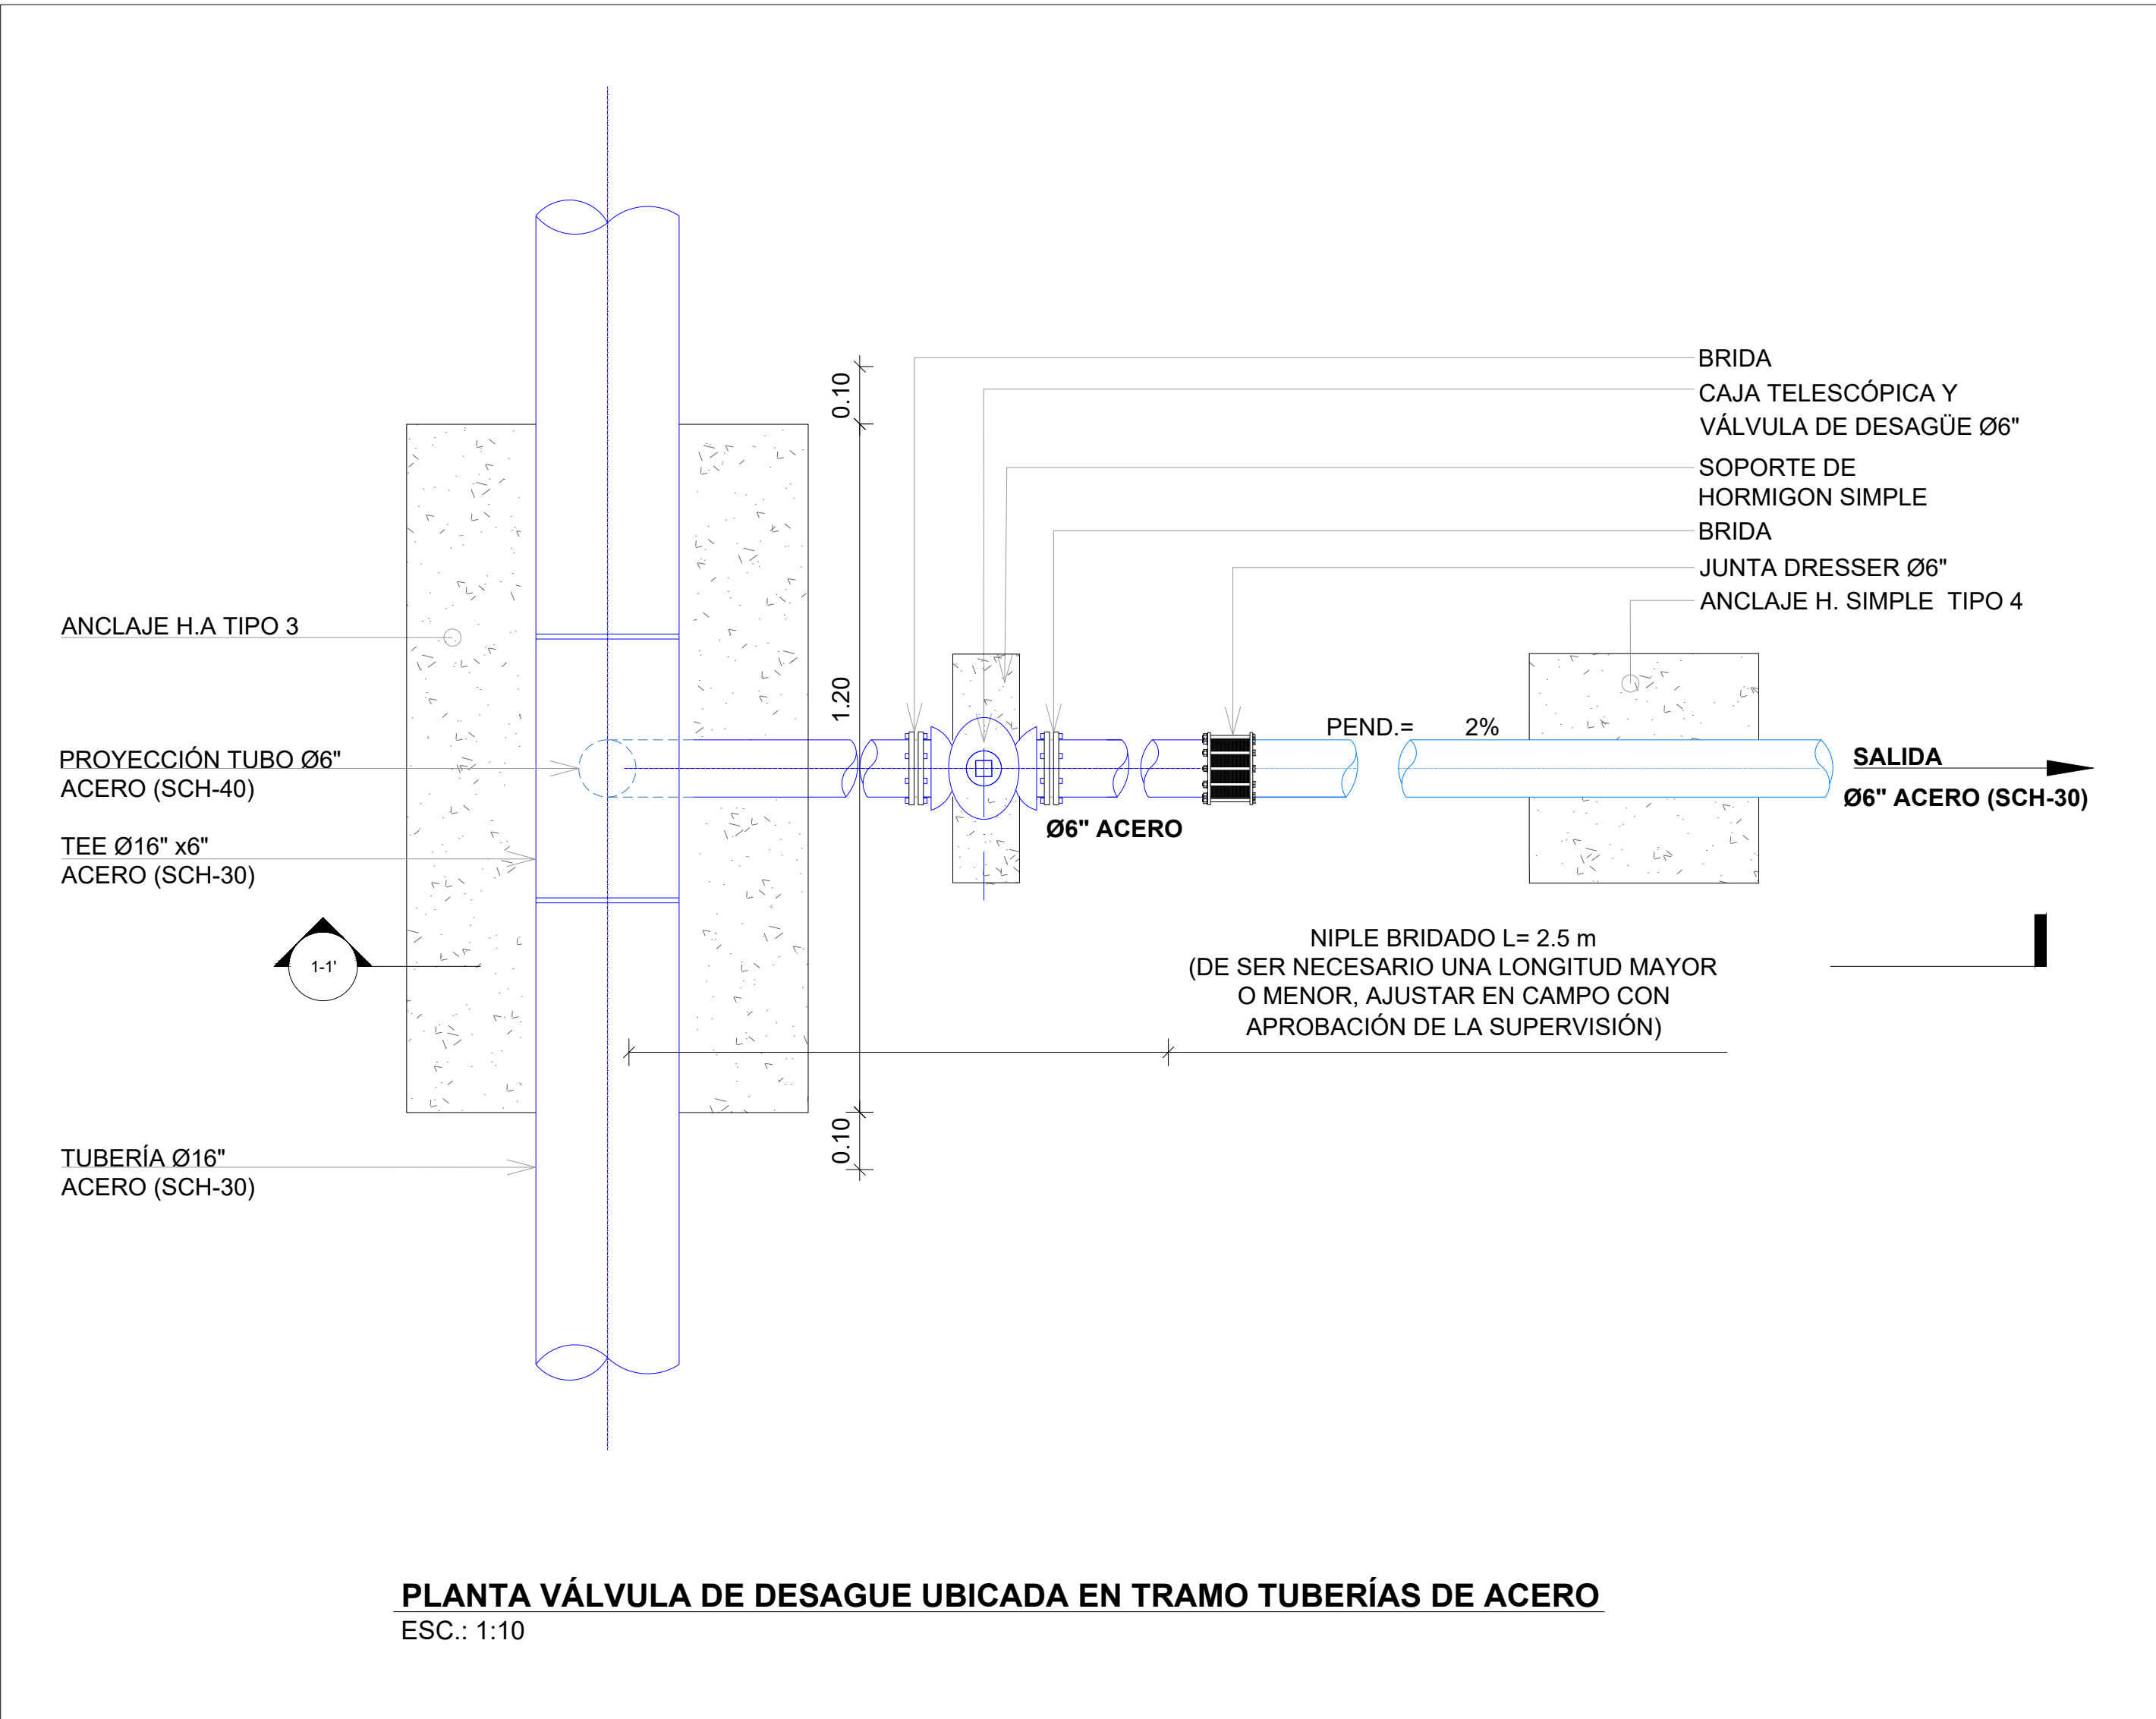 BRIDA
0.10
CAJA TELESCÓPICA Y
VÁLVULA DE DESAGÜE Ø6"
SOPORTE DE
HORMIGON SIMPLE
BRIDA
JUNTA DRESSER Ø6"
ANCLAJE H. SIMPLE  TIPO 4
ANCLAJE H.A TIPO 3
1.20
PEND.= 2%
PROYECCIÓN TUBO Ø6"
ACERO (SCH-40)
SALIDA
Ø6" ACERO (SCH-30)
Ø6" ACERO
TEE Ø16" x6"
ACERO (SCH-30)
1-1'
NIPLE BRIDADO L= 2.5 m
(DE SER NECESARIO UNA LONGITUD MAYOR
O MENOR, AJUSTAR EN CAMPO CON
APROBACIÓN DE LA SUPERVISIÓN)
0.10
TUBERÍA Ø16"
ACERO (SCH-30)
PLANTA VÁLVULA DE DESAGUE UBICADA EN TRAMO TUBERÍAS DE ACERO
ESC.: 1:10